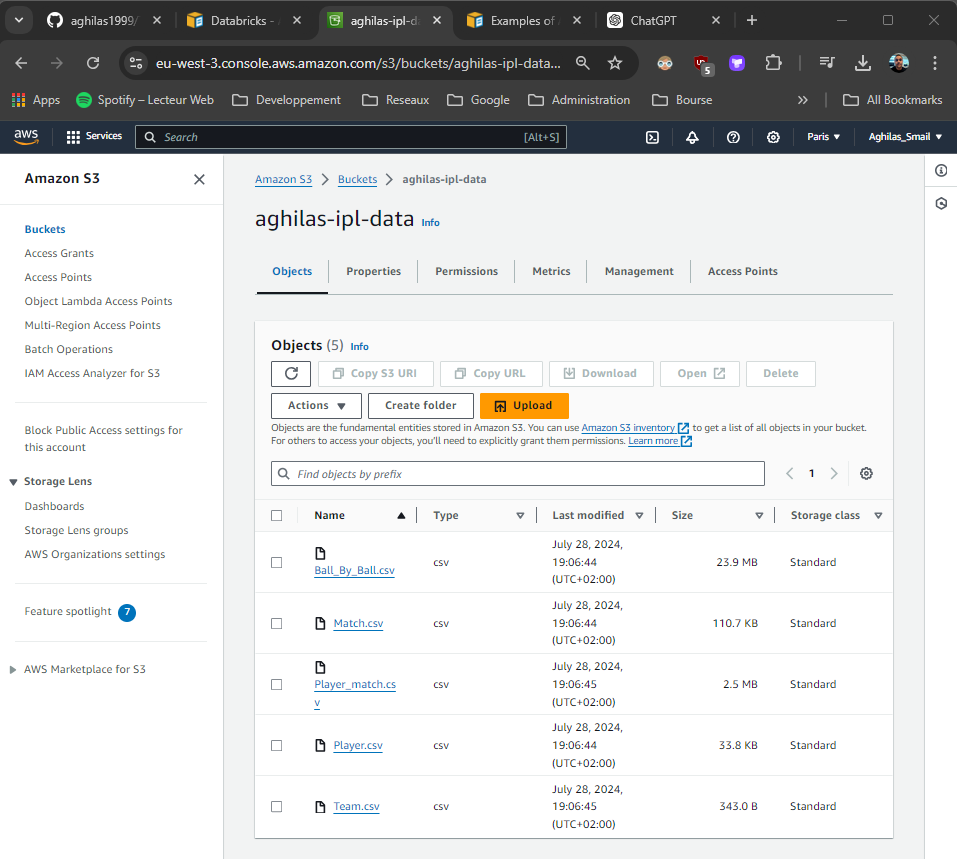 aghilas1999/
Databricks -
aghilas-ipl-d
Examples of
ChatGPT
eu-west-3.console.aws.amazon.com/s3/buckets/aghilas-ipl-data...
5
Apps
Spotify – Lecteur Web
Developpement
Reseaux
Google
Administration
Bourse
All Bookmarks
aws
Services
Search
[Alt+S]
Paris
Aghilas_Smail
Amazon S3
Buckets
Access Grants
Access Points
Object Lambda Access Points
Multi-Region Access Points
Batch Operations
IAM Access Analyzer for S3
Block Public Access settings for
this account
Storage Lens
Dashboards
Storage Lens groups
AWS Organizations settings
Feature spotlight 7
AWS Marketplace for S3
Amazon S3 > Buckets > aghilas-ipl-data
aghilas-ipl-data Info
Objects
Properties
Permissions
Metrics
Management
Access Points
Objects (5) Info
Copy S3 URI
Copy URL
Download
Open
Delete
Actions
Create folder
Upload
Objects are the fundamental entities stored in Amazon S3. You can use Amazon S3 inventory to get a list of all objects in your bucket.
For others to access your objects, you'll need to explicitly grant them permissions. Learn more
Find objects by prefix
1
Name
Type
Last modified
Size
Storage class
Ball_By_Ball.csv
csv
July 28, 2024,
19:06:44
(UTC+02:00)
23.9 MB
Standard
Match.csv
csv
July 28, 2024,
19:06:44
(UTC+02:00)
110.7 KB
Standard
Player_match.cs
v
csv
July 28, 2024,
19:06:45
(UTC+02:00)
2.5 MB
Standard
Player.csv
csv
July 28, 2024,
19:06:44
(UTC+02:00)
33.8 KB
Standard
Team.csv
csv
July 28, 2024,
19:06:45
(UTC+02:00)
343.0 B
Standard